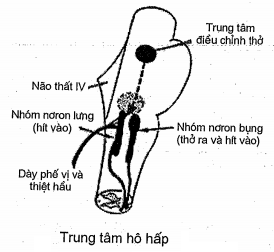 Trung tâm
điều chỉnh thở
Não thất IV
Nhóm nơron lưng
(hít vào)
Nhóm nơron bụng
(thở ra và hít vào)
Dày phế vị và
thiệt hầu
Trung tâm hô hấp